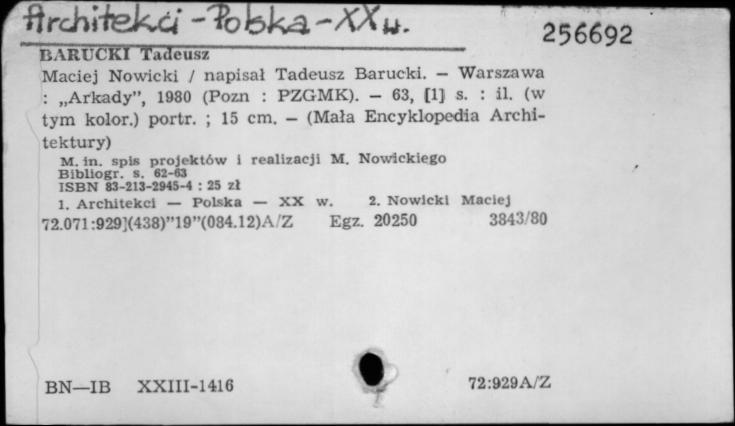 Architekci - Polska - XX w.
256692
BARUCKI Tadeusz
Maciej Nowicki / napisał Tadeusz Barucki. — Warszawa
: „Arkady”, 1980 (Pozn : PZGMK). — 63, [1] s. : il. (w
tym kolor.) portr. ; 15 cm. — (Mała Encyklopedia Archi-
tektury)
M. in. spis projektów i realizacji M. Nowickiego
Bibliogr. s. 62-63
ISBN 83-213-2945-4 : 25 zł
1. Architekci — Polska — XX w. 2. Nowicki Maciej
72.071:929](438)”19”(084.12)A/Z Egz. 20250 3843/80
BN—IB XXIII-1416 72:929A/Z